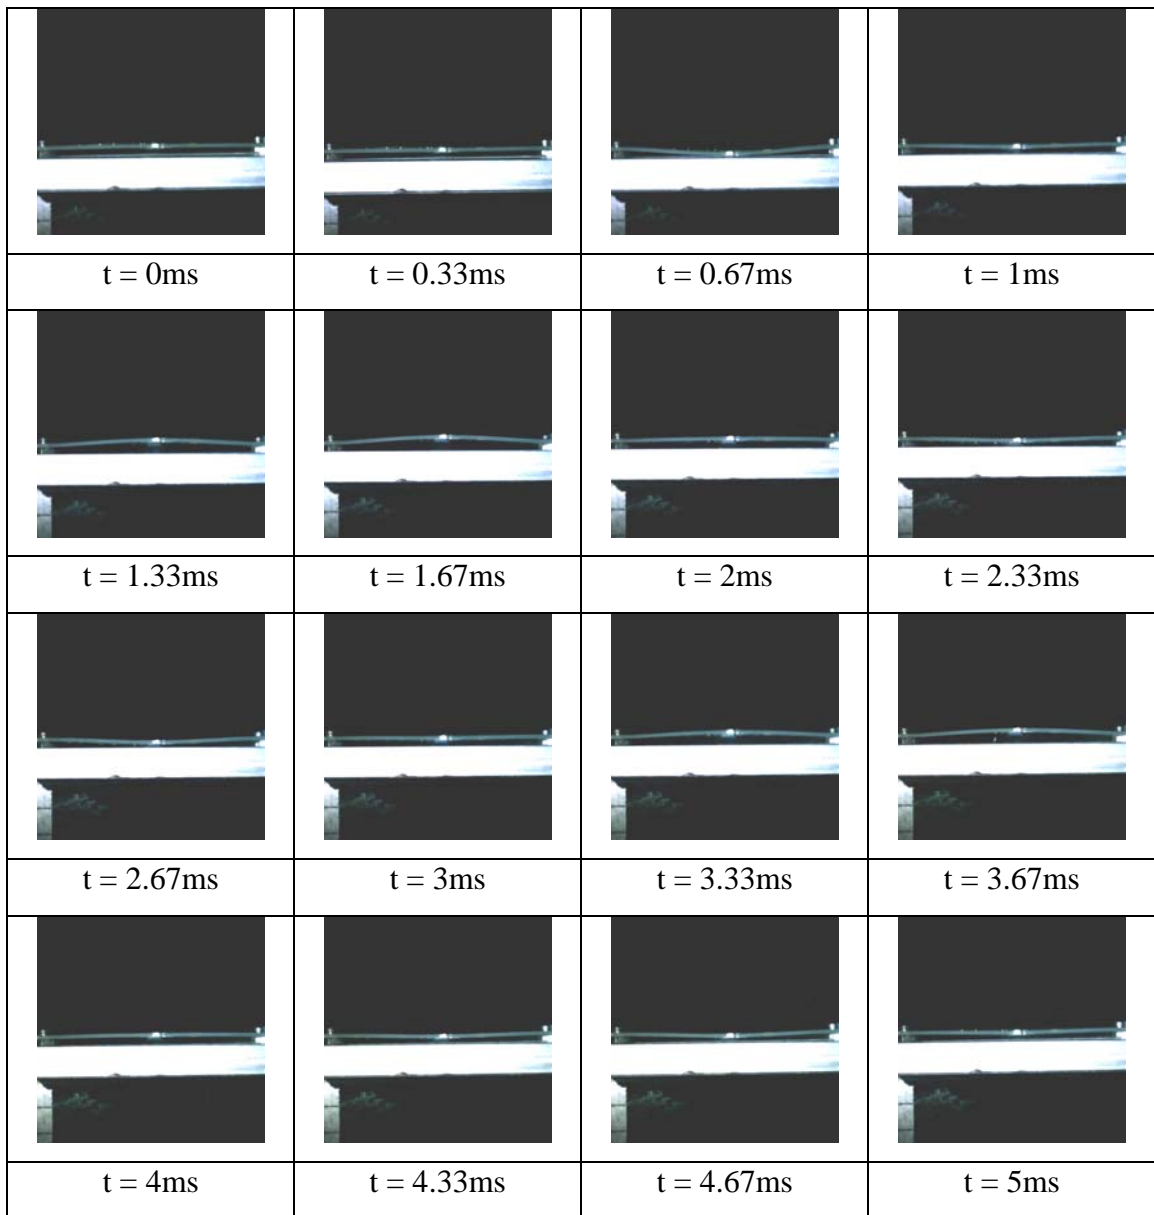 t = 0ms
t = 0.33ms
t = 0.67ms
t = 1ms
t = 1.33ms
t = 1.67ms
t = 2ms
t = 2.33ms
t = 2.67ms
t = 3ms
t = 3.33ms
t = 3.67ms
t = 4ms
t = 4.33ms
t = 4.67ms
t = 5ms